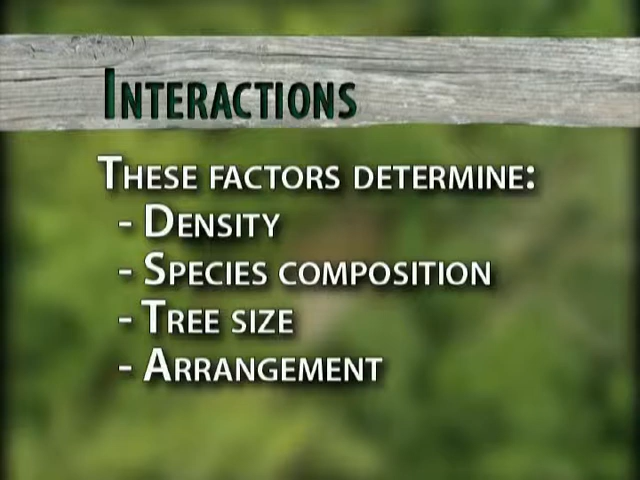 Interactions
These factors determine:
- Density
- Species composition
- Tree size
- Arrangement